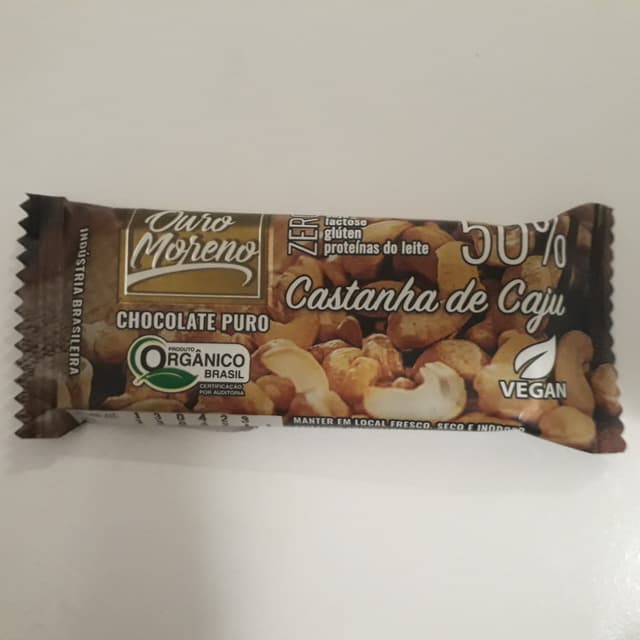 INDÚSTRIA BRASILEIRA
Ouro
Moreno
CHOCOLATE PURO
PRODUTO
ORGÂNICO
BRASIL
CERTIFICAÇÃO
POR AUDITORIA
ZERO
lactose
glúten
proteínas do leite
50%
Castanha de Caju
VEGAN
MANTER EM LOCAL FRESCO, SECO E